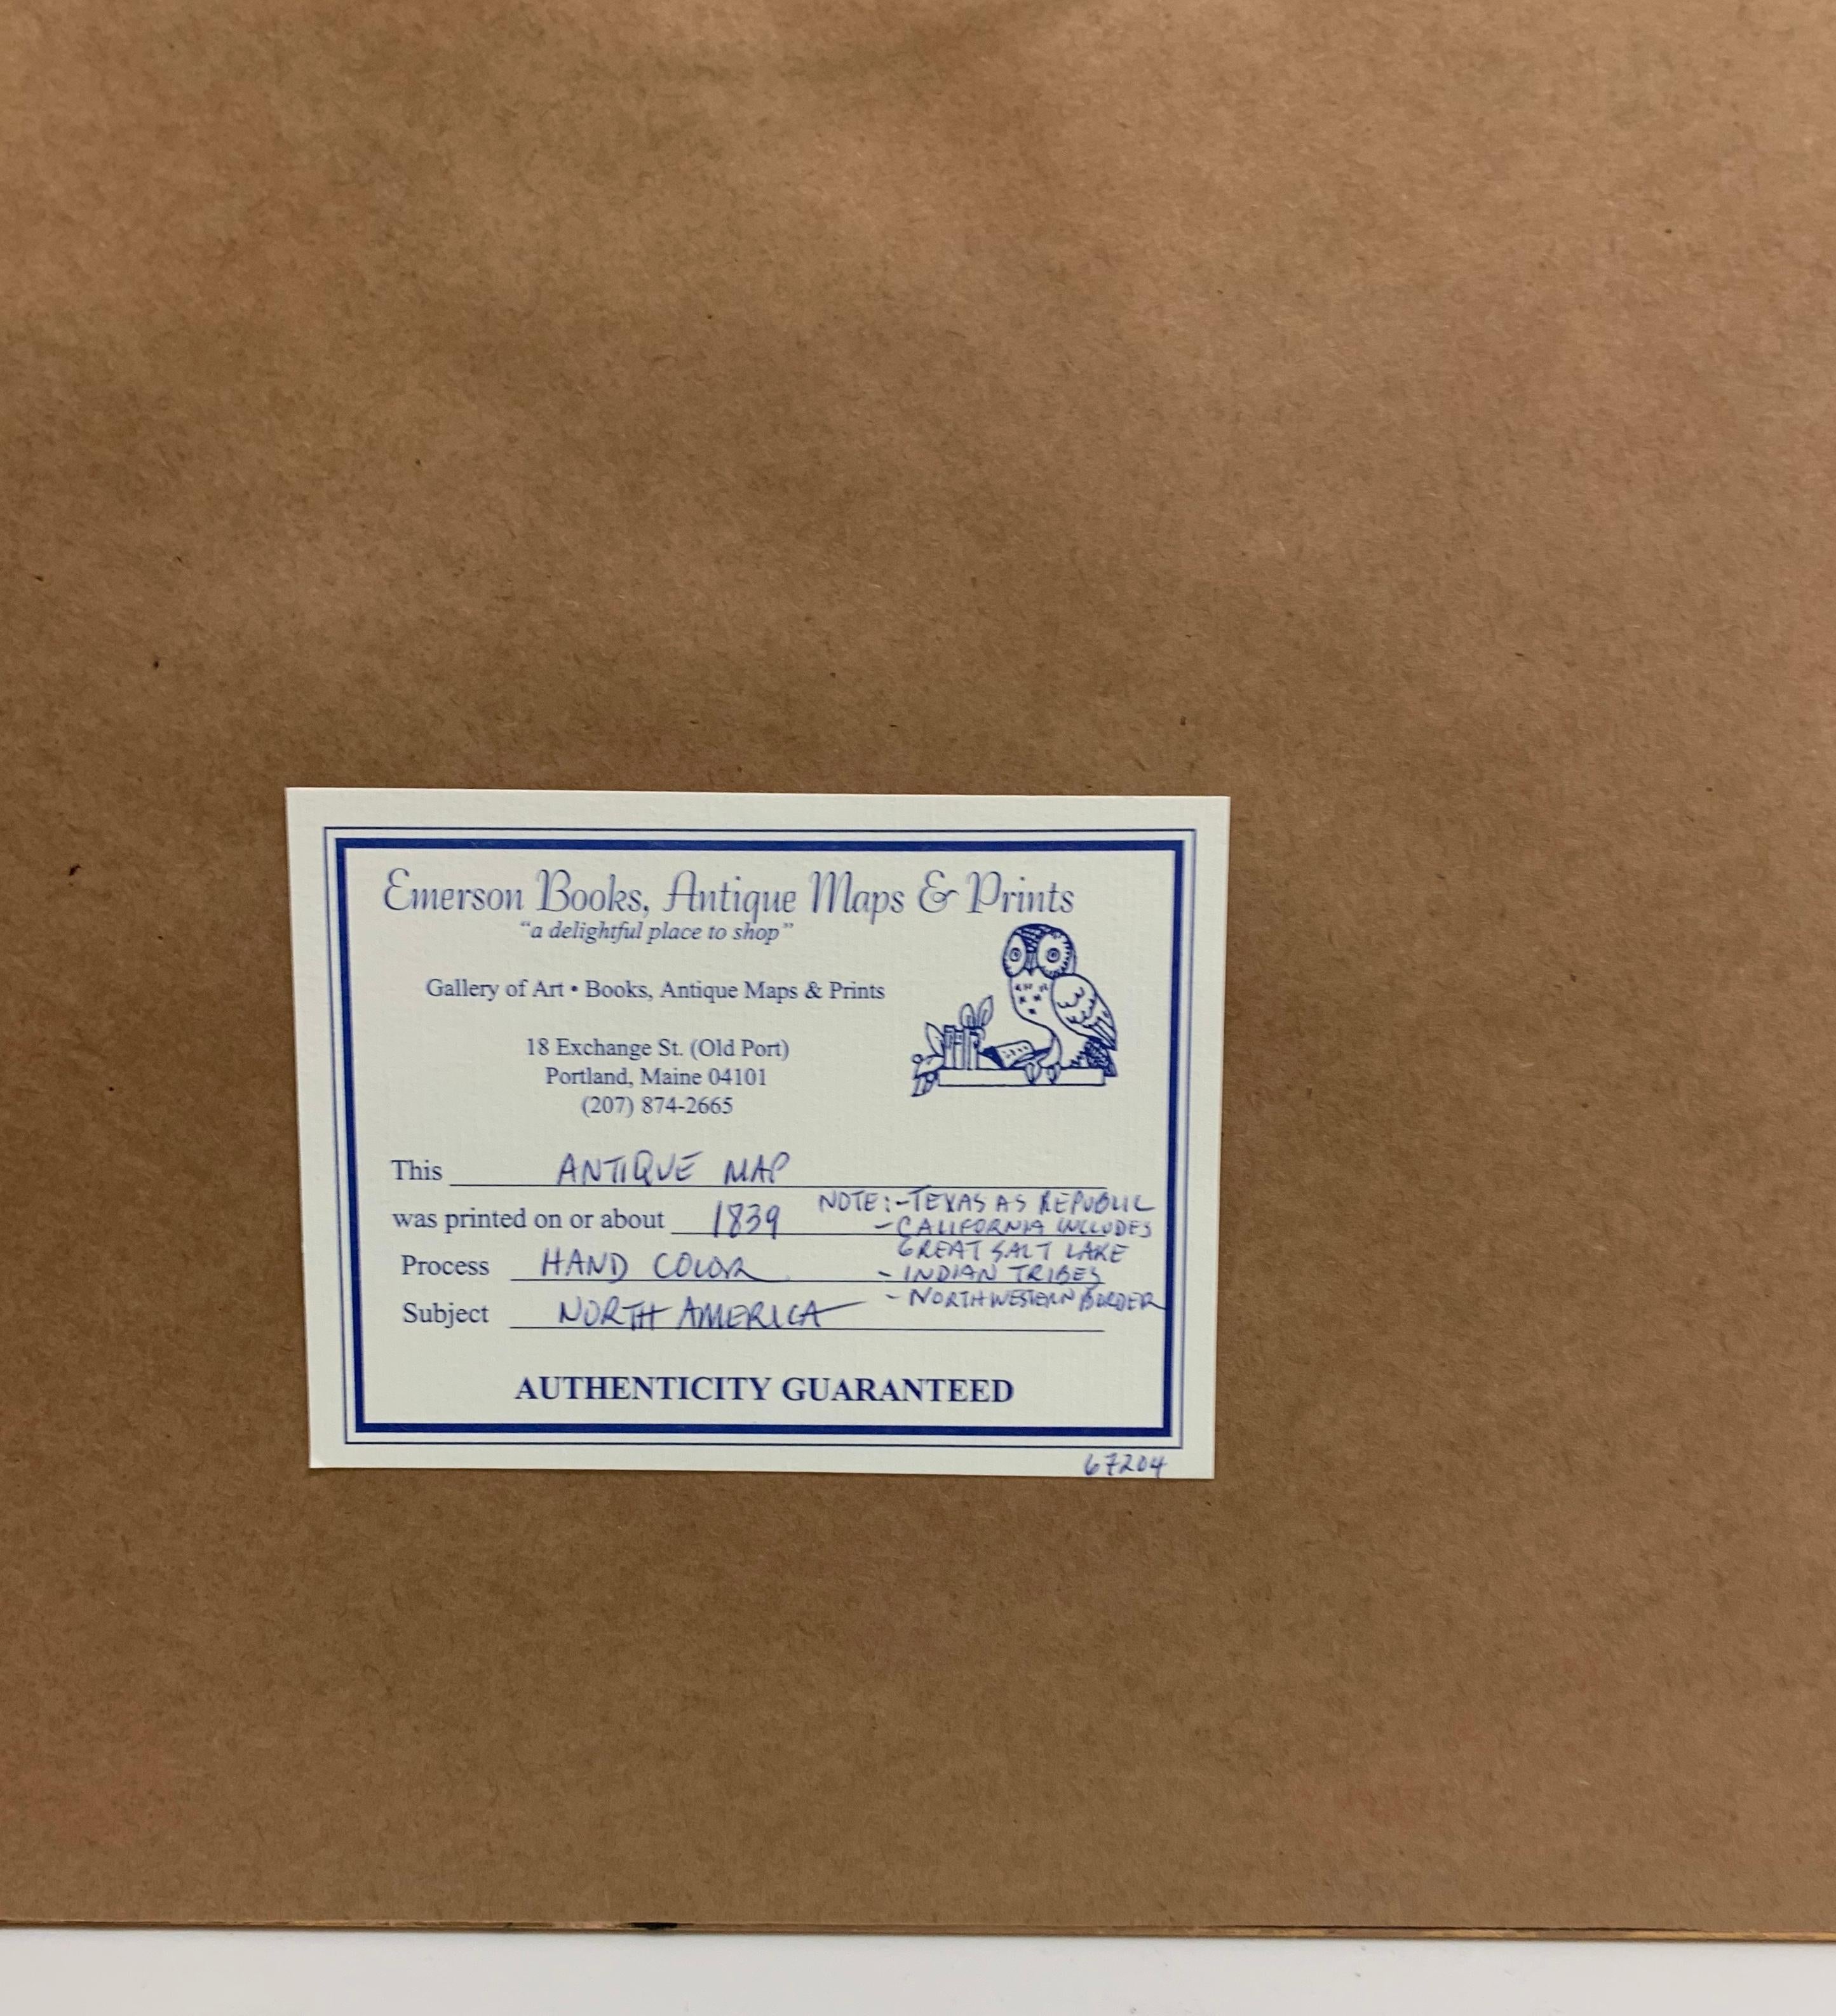 Emerson Books, Antique Maps & Prints
"a delightful place to shop"
Gallery of Art • Books, Antique Maps & Prints
18 Exchange St. (Old Port)
Portland, Maine 04101
(207) 874-2665
This ANTIQUE MAP
was printed on or about 1839
NOTE:-TEXAS AS REPUBLIC
-CALIFORNIA INCLUDES
GREAT SALT LAKE
- INDIAN TRIBES
- NORTHWESTERN BORDER
Process HAND COLOR
Subject NORTH AMERICA
AUTHENTICITY GUARANTEED
67204